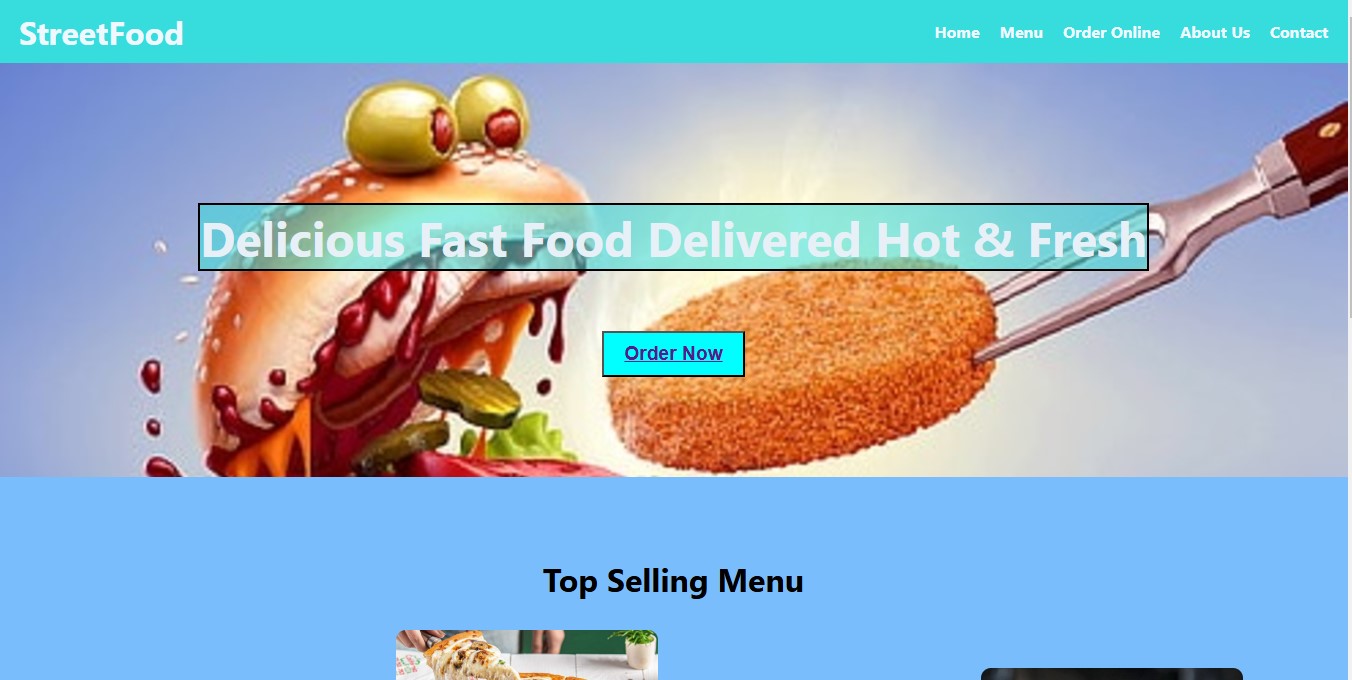 StreetFood
Home Menu Order Online About Us Contact
Delicious Fast Food Delivered Hot & Fresh
Order Now
Top Selling Menu